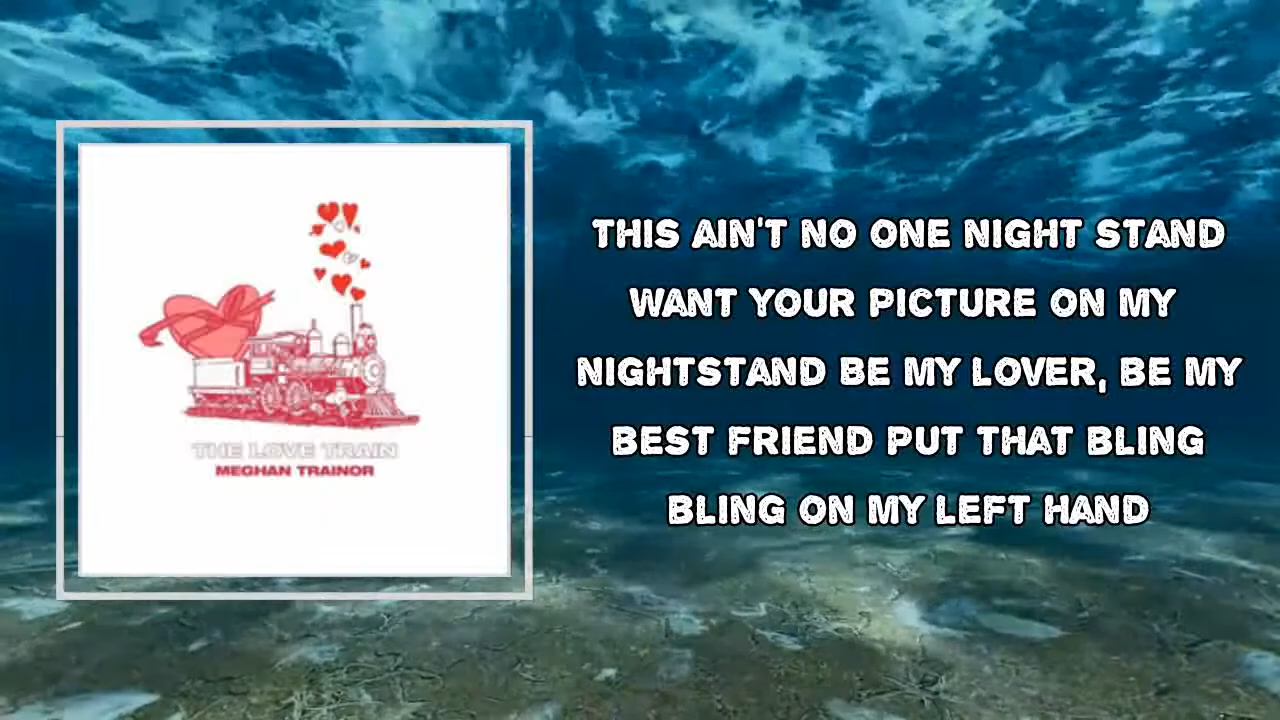 THE LOVE TRAIN
MEGHAN TRAINOR
THIS AIN'T NO ONE NIGHT STAND
WANT YOUR PICTURE ON MY
NIGHTSTAND BE MY LOVER, BE MY
BEST FRIEND PUT THAT BLING
BLING ON MY LEFT HAND